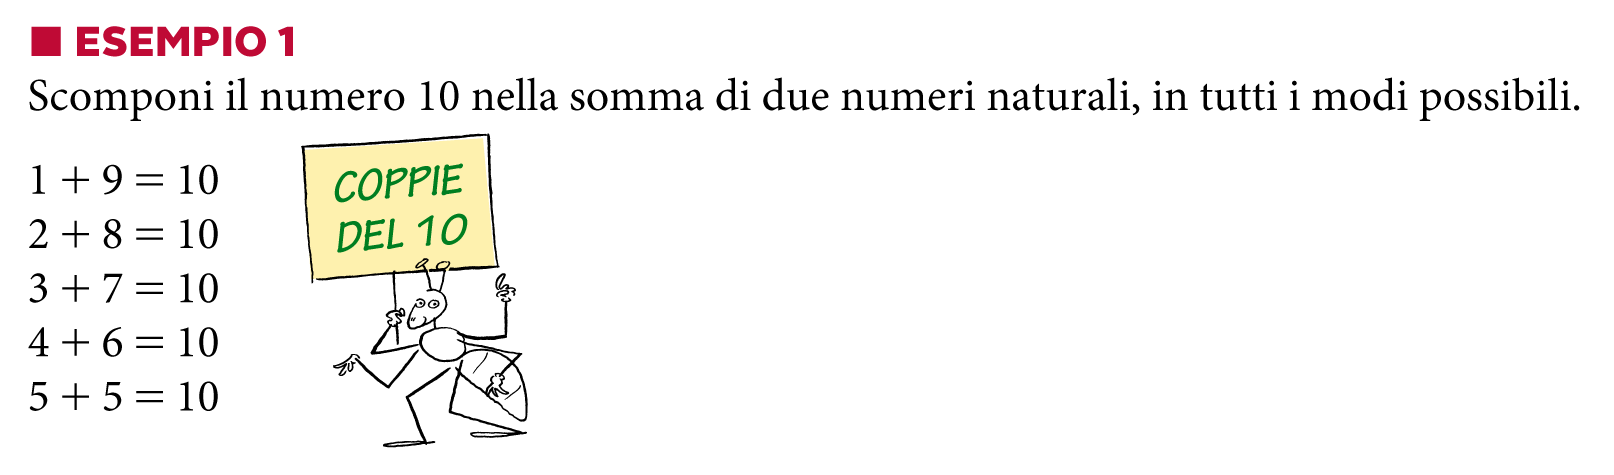 ESEMPIO 1
Scomponi il numero 10 nella somma di due numeri naturali, in tutti i modi possibili.
1 + 9 = 10
2 + 8 = 10
3 + 7 = 10
4 + 6 = 10
5 + 5 = 10
COPPIE
DEL 10